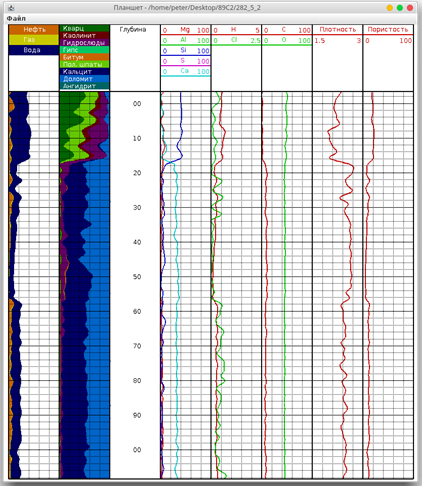 Планшет - /home/peter/Desktop/89C2/282_5_2
Файл
Нефть
Газ
Вода
Кварц
Каолинит
Гидрослюды
Гипс
Битум
Пол. шпаты
Кальцит
Доломит
Ангидрит
Глубина
0 Mg 100
0 Al 100
0 Si 100
0 S 100
0 Ca 100
0 H 5
0 Cl 2.5
0 C 100
0 O 100
Плотность
1.5 3
Пористость
0 100
00
10
20
30
40
50
60
70
80
90
00